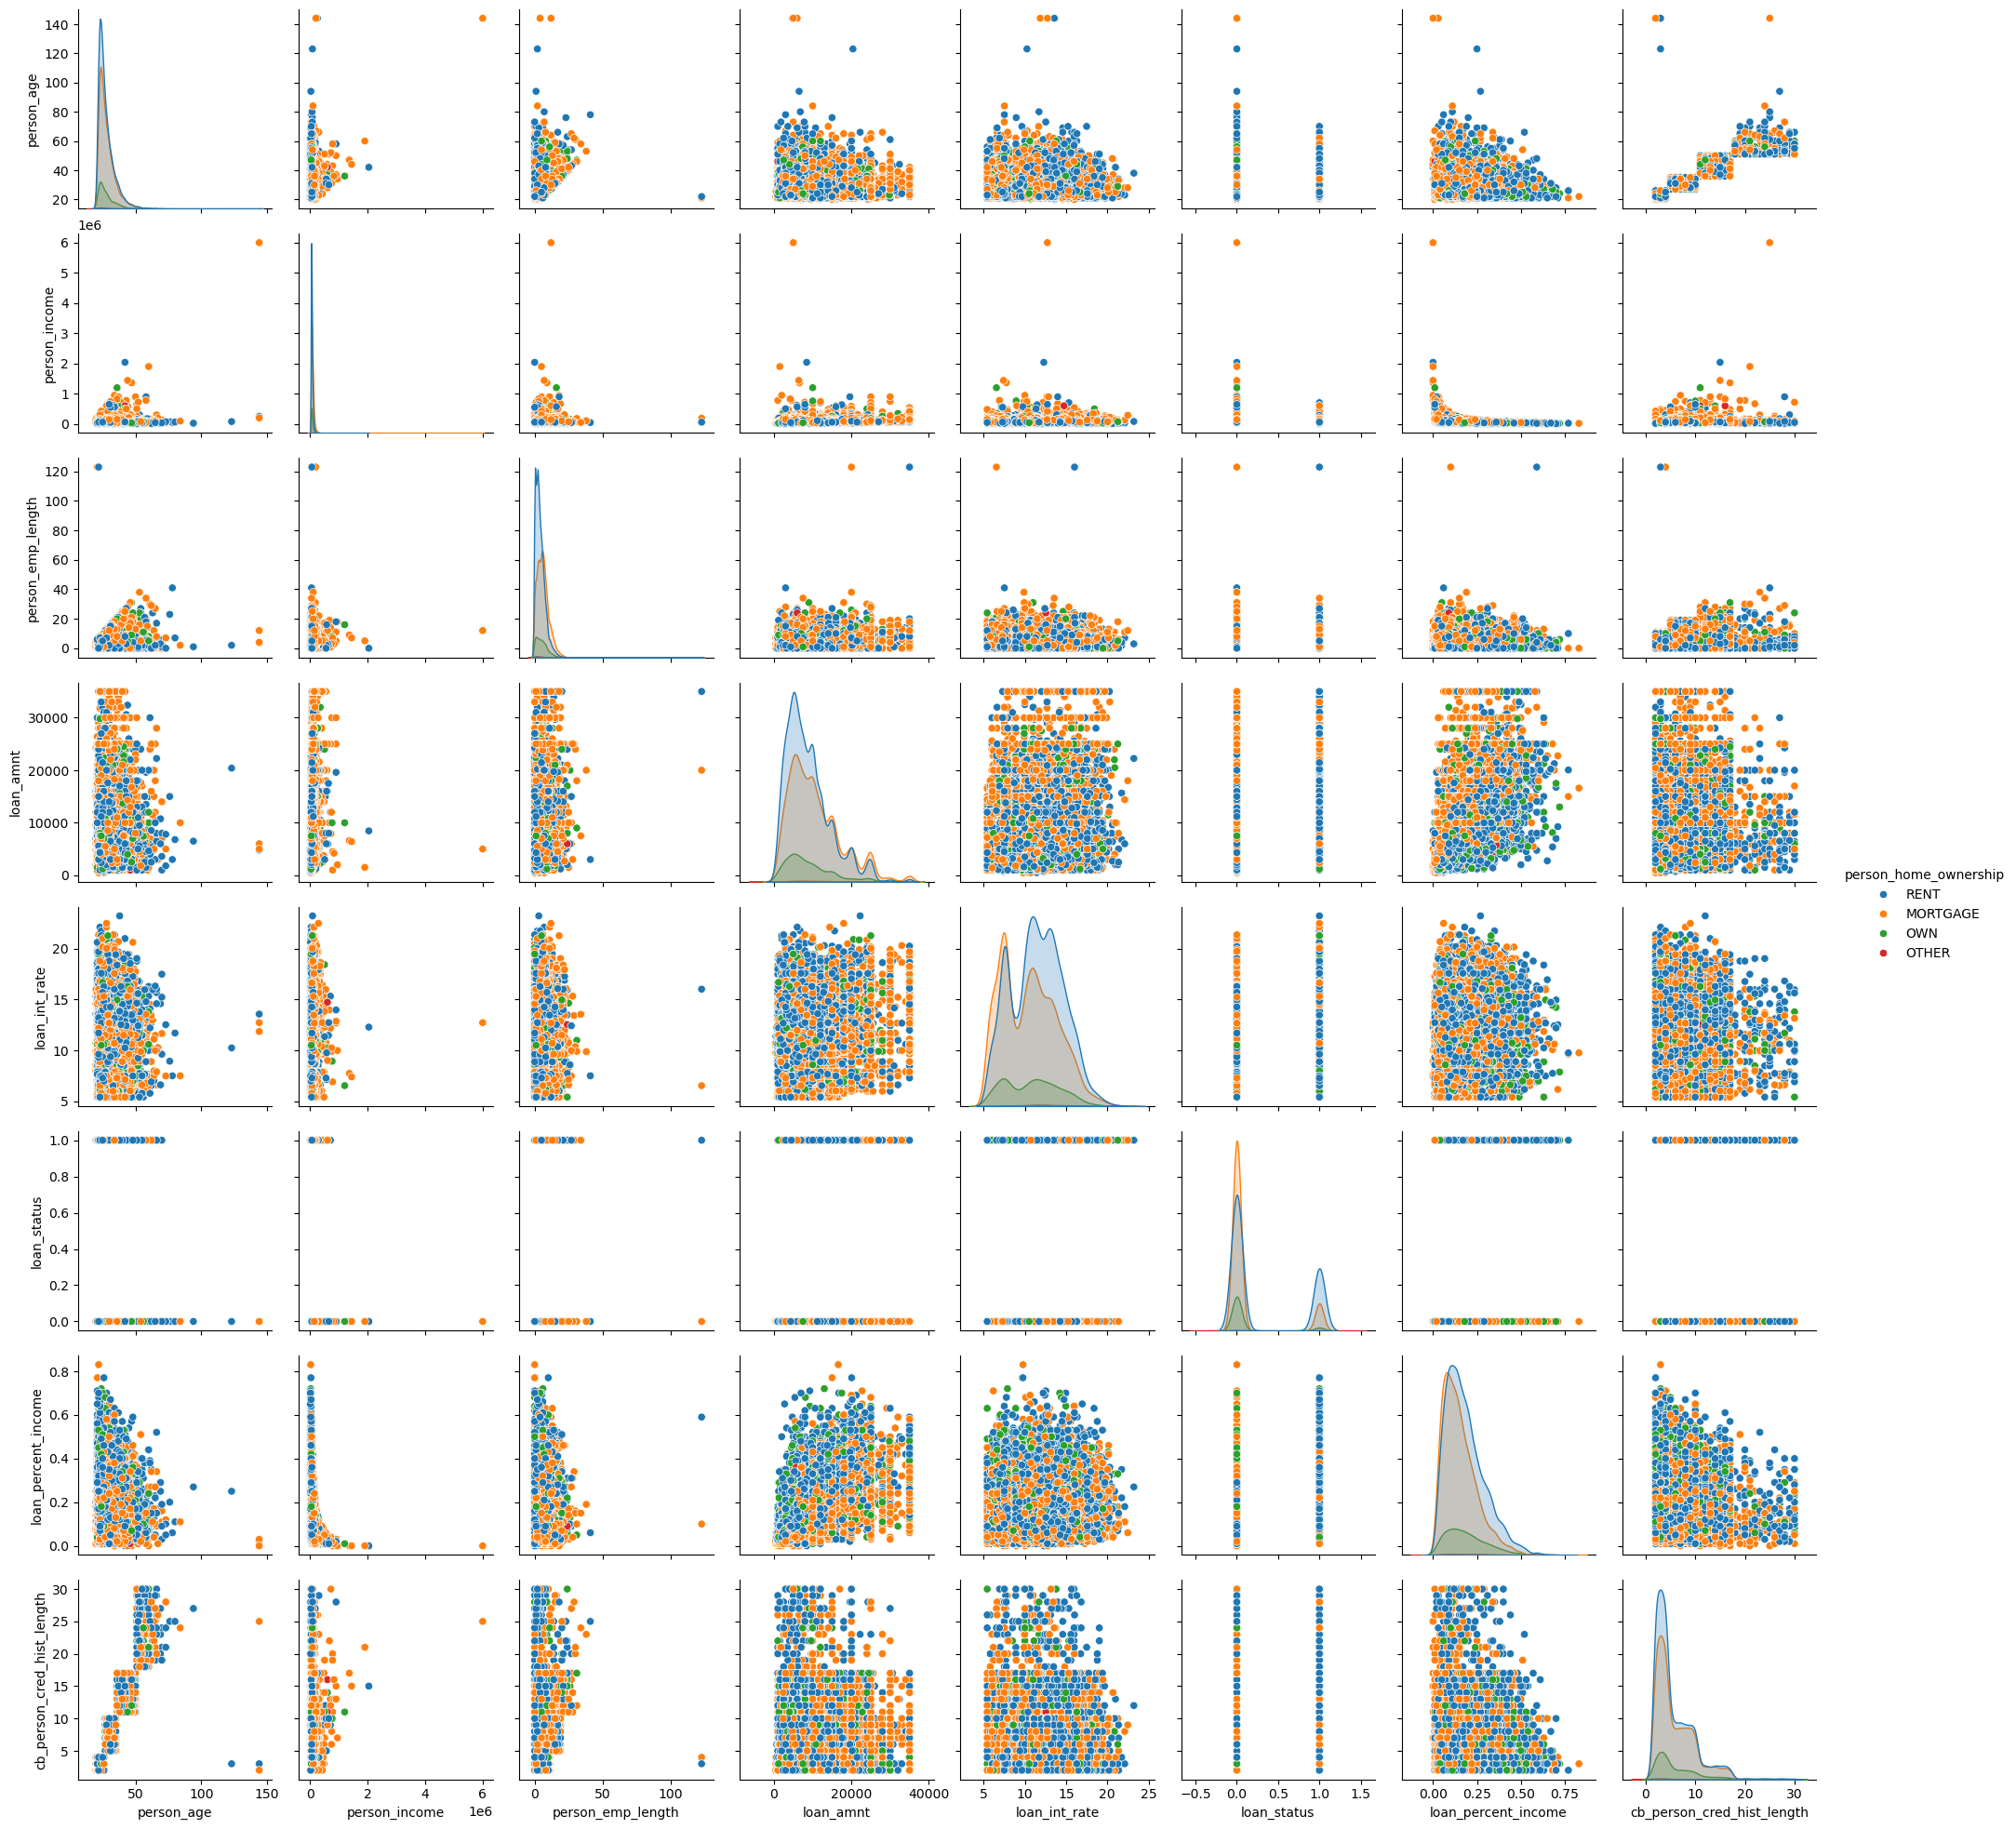 140
120
100
80
60
40
20
person_age
1e6
6
5
4
3
2
1
0
person_income
120
100
80
60
40
20
0
person_emp_length
30000
20000
10000
0
loan_amnt
20
15
10
5
loan_int_rate
person_home_ownership
RENT
MORTGAGE
OWN
OTHER
1.0
0.8
0.6
0.4
0.2
0.0
loan_status
0.8
0.6
0.4
0.2
0.0
loan_percent_income
30
25
20
15
10
5
cb_person_cred_hist_length
50 100 150
person_age
0 2 4 6
person_income 1e6
0 50 100
person_emp_length
0 20000 40000
loan_amnt
5 10 15 20 25
loan_int_rate
−0.5 0.0 0.5 1.0 1.5
loan_status
0.00 0.25 0.50 0.75
loan_percent_income
0 10 20 30
cb_person_cred_hist_length